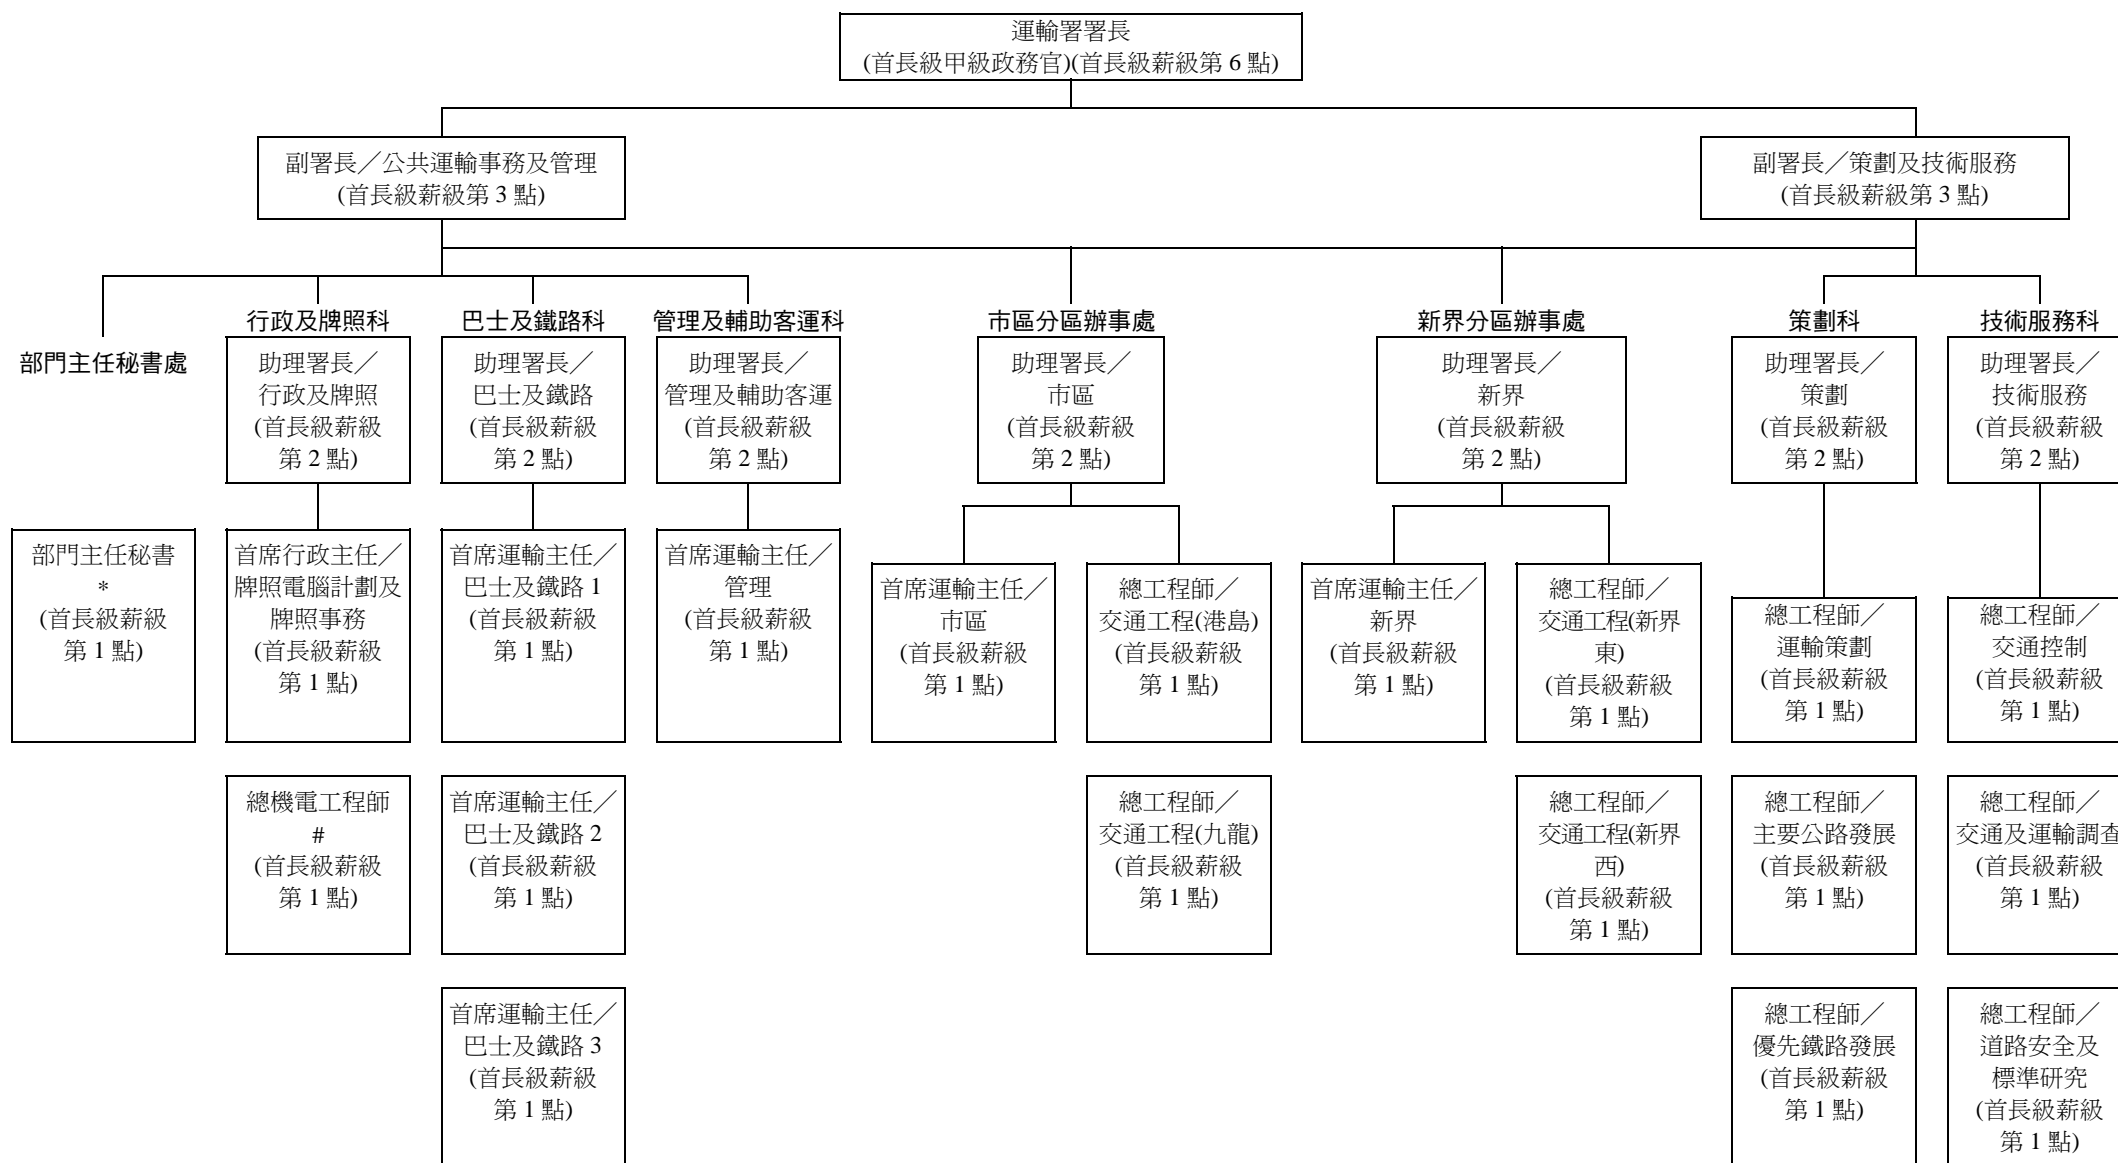 運輸署署長
(首長級甲級政務官)(首長級薪級第 6 點)
副署長／公共運輸事務及管理
(首長級薪級第 3 點)
副署長／策劃及技術服務
(首長級薪級第 3 點)
部門主任秘書處
行政及牌照科
助理署長／
行政及牌照
(首長級薪級
第 2 點)
巴士及鐵路科
助理署長／
巴士及鐵路
(首長級薪級
第 2 點)
管理及輔助客運科
助理署長／
管理及輔助客運
(首長級薪級
第 2 點)
市區分區辦事處
助理署長／
市區
(首長級薪級
第 2 點)
新界分區辦事處
助理署長／
新界
(首長級薪級
第 2 點)
策劃科
助理署長／
策劃
(首長級薪級
第 2 點)
技術服務科
助理署長／
技術服務
(首長級薪級
第 2 點)
部門主任秘書
*
(首長級薪級
第 1 點)
首席行政主任／
牌照電腦計劃及
牌照事務
(首長級薪級
第 1 點)
首席運輸主任／
巴士及鐵路 1
(首長級薪級
第 1 點)
首席運輸主任／
管理
(首長級薪級
第 1 點)
首席運輸主任／
市區
(首長級薪級
第 1 點)
總工程師／
交通工程(港島)
(首長級薪級
第 1 點)
首席運輸主任／
新界
(首長級薪級
第 1 點)
總工程師／
交通工程(新界
東)
(首長級薪級
第 1 點)
總工程師／
運輸策劃
(首長級薪級
第 1 點)
總工程師／
交通控制
(首長級薪級
第 1 點)
總機電工程師
#
(首長級薪級
第 1 點)
首席運輸主任／
巴士及鐵路 2
(首長級薪級
第 1 點)
總工程師／
交通工程(九龍)
(首長級薪級
第 1 點)
總工程師／
交通工程(新界
西)
(首長級薪級
第 1 點)
總工程師／
主要公路發展
(首長級薪級
第 1 點)
總工程師／
交通及運輸調查
(首長級薪級
第 1 點)
首席運輸主任／
巴士及鐵路 3
(首長級薪級
第 1 點)
總工程師／
優先鐵路發展
(首長級薪級
第 1 點)
總工程師／
道路安全及
標準研究
(首長級薪級
第 1 點)